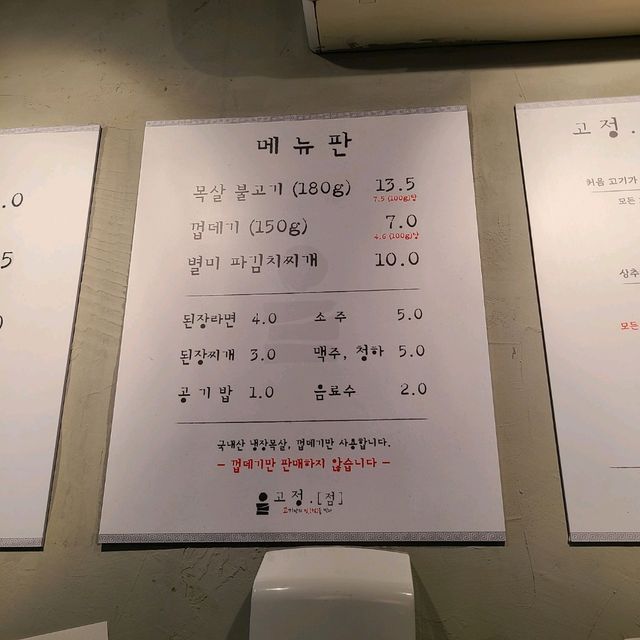 메뉴판
목살 불고기 (180g) 13.5
7.5 (100g)당
껍데기 (150g) 7.0
4.6 (100g)당
별미 파김치찌개 10.0
된장라면 4.0 소주 5.0
된장찌개 3.0 맥주, 청하 5.0
공기밥 1.0 음료수 2.0
국내산 냉장목살, 껍데기만 사용합니다.
- 껍데기만 판매하지 않습니다 -
을 고정.[점]
.0
5
고정.
처음 고기가
모든
상추
모든